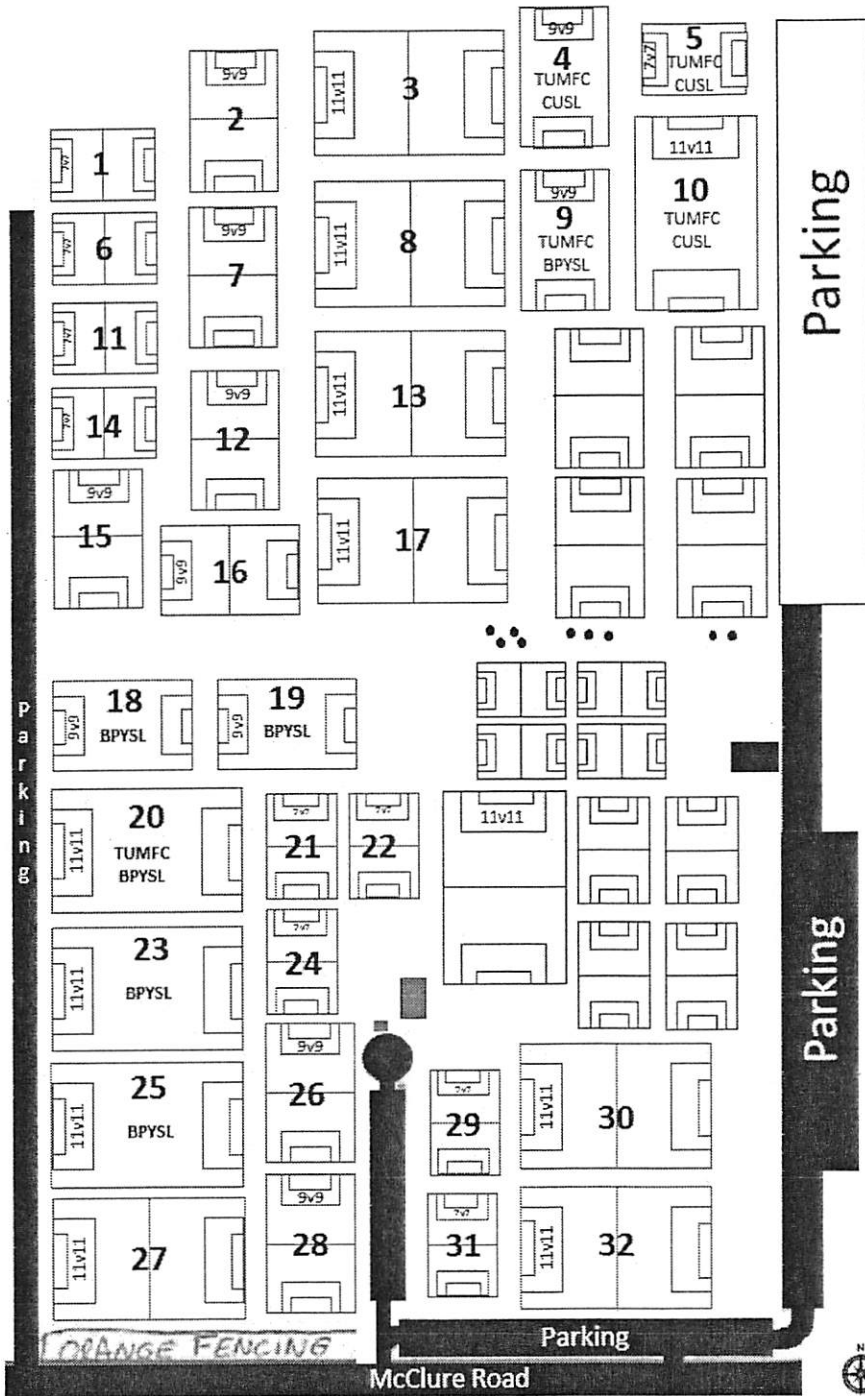 9v9
4
TUMFC
CUSL
7v7
5
TUMFC
CUSL
9v9
2
11v11
3
7v7
1
11v11
10
TUMFC
CUSL
Parking
9v9
9
TUMFC
BPYSL
7v7
6
9v9
7
11v11
8
7v7
11
11v11
13
7v7
14
9v9
12
9v9
15
9v9
16
11v11
17
parking
9v9
18
BPYSL
9v9
19
BPYSL
11v11
20
TUMFC
BPYSL
7v7
21
7v7
22
11v11
11v11
23
BPYSL
7v7
24
Parking
11v11
25
BPYSL
9v9
26
7v7
29
11v11
30
11v11
27
9v9
28
7v7
31
11v11
32
ORANGE FENCING
Parking
McClure Road
N